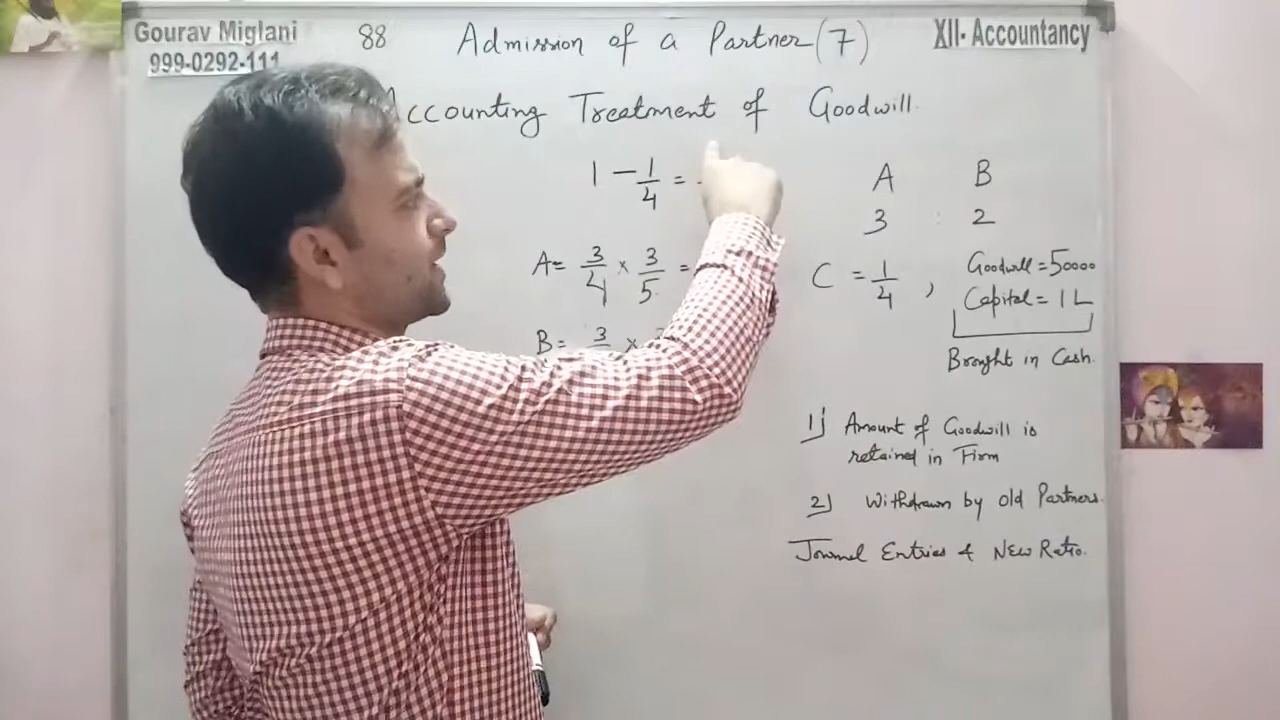 Gourav Miglani
999-0292-111
88 Admission of a Partner (7)
XII- Accountancy
Accounting Treatment of Goodwill.
1 - 1/4 =
A = 3/4 × 3/5 =
B = 3 ×
A B
3 : 2
C = 1/4 , Goodwill = 50000
Capital = 1 L
Brought in Cash.
1) Amount of Goodwill is
retained in Firm
2) Withdrawn by old Partners.
Journal Entries & New Ratio.